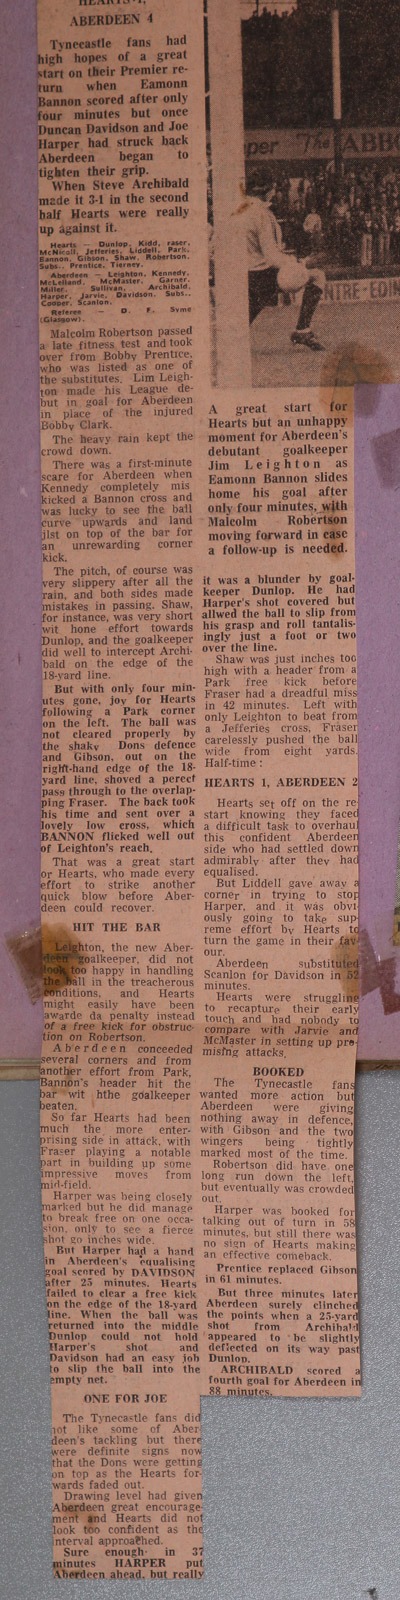 HEARTS 1,
ABERDEEN 4
Tynecastle fans had
high hopes of a great
start on their Premier re-
turn when Eamonn
Bannon scored after only
four minutes but once
Duncan Davidson and Joe
Harper had struck back
Aberdeen began to
tighten their grip.
When Steve Archibald
made it 3-1 in the second
half Hearts were really
up against it.
Hearts — Dunlop, Kidd, raser,
McNicoll, Jefferies, Liddell, Park,
Bannon, Gibson, Shaw, Robertson.
Subs., Prentice, Tierney.
Aberdeen — Leighton, Kennedy,
McLelland, McMaster, Garner,
Miller, Sullivan, Archibald,
Harper, Jarvie, Davidson. Subs.,
Cooper, Scanlon.
Referee — D. F. Syme
(Glasgow).
Malcolm Robertson passed
a late fitness test and took
over from Bobby Prentice,
who was listed as one of
the substitutes. Lim Leigh-
ton made his League de-
but in goal for Aberdeen
in place of the injured
Bobby Clark.
The heavy rain kept the
crowd down.
There was a first-minute
scare for Aberdeen when
Kennedy completely mis
kicked a Bannon cross and
was lucky to see the ball
curve upwards and land
jlst on top of the bar for
an unrewarding corner
kick.
The pitch, of course was
very slippery after all the
rain, and both sides made
mistakes in passing. Shaw,
for instance, was very short
wit hone effort towards
Dunlop, and the goalkeeper
did well to intercept Archi-
bald on the edge of the
18-yard line.
But with only four min-
utes gone, joy for Hearts
following a Park corner
on the left. The ball was
not cleared properly by
the shaky Dons defence
and Gibson, out on the
right-hand edge of the 18-
yard line, shoved a perect
pass through to the overlap-
ping Fraser. The back took
his time and sent over a
lovely low cross, which
BANNON flicked well out
of Leighton's reach.
That was a great start
or Hearts, who made every
effort to strike another
quick blow before Aber-
deen could recover.
HIT THE BAR
Leighton, the new Aber-
deen goalkeeper, did not
look too happy in handling
the ball in the treacherous
conditions, and Hearts
might easily have been
awarde da penalty instead
of a free kick for obstruc-
tion on Robertson.
Aberdeen conceeded
several corners and from
another effort from Park,
Bannon's header hit the
bar wit hthe goalkeeper
beaten.
So far Hearts had been
much the more enter-
prising side in attack, with
Fraser playing a notable
part in building up some
impressive moves from
mid-field.
Harper was being closely
marked but he did manage
to break free on one occa-
sion, only to see a fierce
shot go inches wide.
But Harper had a hand
in Aberdeen's equalising
goal scored by DAVIDSON
after 25 minutes. Hearts
failed to clear a free kick
on the edge of the 18-yard
line. When the ball was
returned into the middle
Dunlop could not hold
Harper's shot and
Davidson had an easy job
to slip the ball into the
empty net.
ONE FOR JOE
The Tynecastle fans did
not like some of Aber-
deen's tackling but there
were definite signs now
that the Dons were getting
on top as the Hearts for-
wards faded out.
Drawing level had given
Aberdeen great encourage-
ment and Hearts did not
look too confident as the
interval approached.
Sure enough in 37
minutes HARPER put
Aberdeen ahead, but really
per "The ABBO
NTRE-EDI
A great start for
Hearts but an unhappy
moment for Aberdeen's
debutant goalkeeper
Jim Leighton as
Eamonn Bannon slides
home his goal after
only four minutes, with
Malcolm Robertson
moving forward in case
a follow-up is needed.
it was a blunder by goal-
keeper Dunlop. He had
Harper's shot covered but
allwed the ball to slip from
his grasp and roll tantalis-
ingly just a foot or two
over the line.
Shaw was just inches too
high with a header from a
Park free kick before
Fraser had a dreadful miss
in 42 minutes. Left with
only Leighton to beat from
a Jefferies cross, Fraser
carelessly pushed the ball
wide from eight yards.
Half-time:
HEARTS 1, ABERDEEN 2
Hearts set off on the re-
start knowing they faced
a difficult task to overhaul
this confident Aberdeen
side who had settled down
admirably after they had
equalised.
But Liddell gave away a
corner in trying to stop
Harper, and it was obvi-
ously going to take sup-
reme effort by Hearts to
turn the game in their fav-
our.
Aberdeen substituted
Scanlon for Davidson in 52
minutes.
Hearts were struggling
to recapture their early
touch and had nobody to
compare with Jarvie and
McMaster in setting up pro-
mising attacks.
BOOKED
The Tynecastle fans
wanted more action but
Aberdeen were giving
nothing away in defence,
with Gibson and the two
wingers being tightly
marked most of the time.
Robertson did have one
long run down the left,
but eventually was crowded
out.
Harper was booked for
talking out of turn in 58
minutes, but still there was
no sign of Hearts making
an effective comeback.
Prentice replaced Gibson
in 61 minutes.
But three minutes later
Aberdeen surely clinched
the points when a 25-yard
shot from Archibald
appeared to be slightly
deflected on its way past
Dunlop.
ARCHIBALD scored a
fourth goal for Aberdeen in
88 minutes.